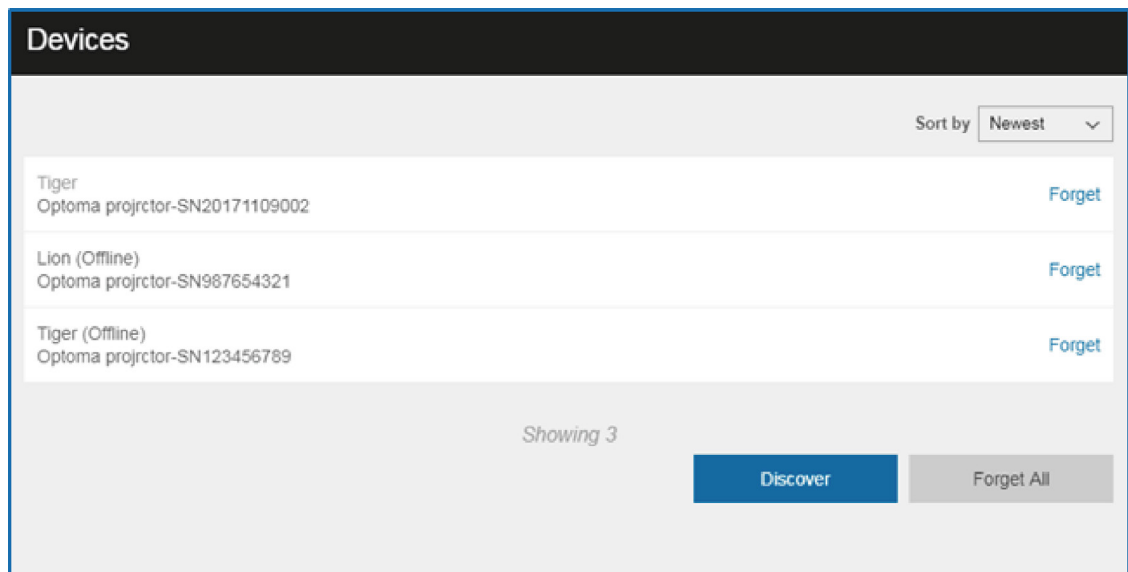 Devices
Sort by Newest
Tiger
Forget
Optoma projrctor-SN20171109002
Lion (Offline)
Forget
Optoma projrctor-SN987654321
Tiger (Offline)
Forget
Optoma projrctor-SN123456789
Showing 3
Discover Forget All